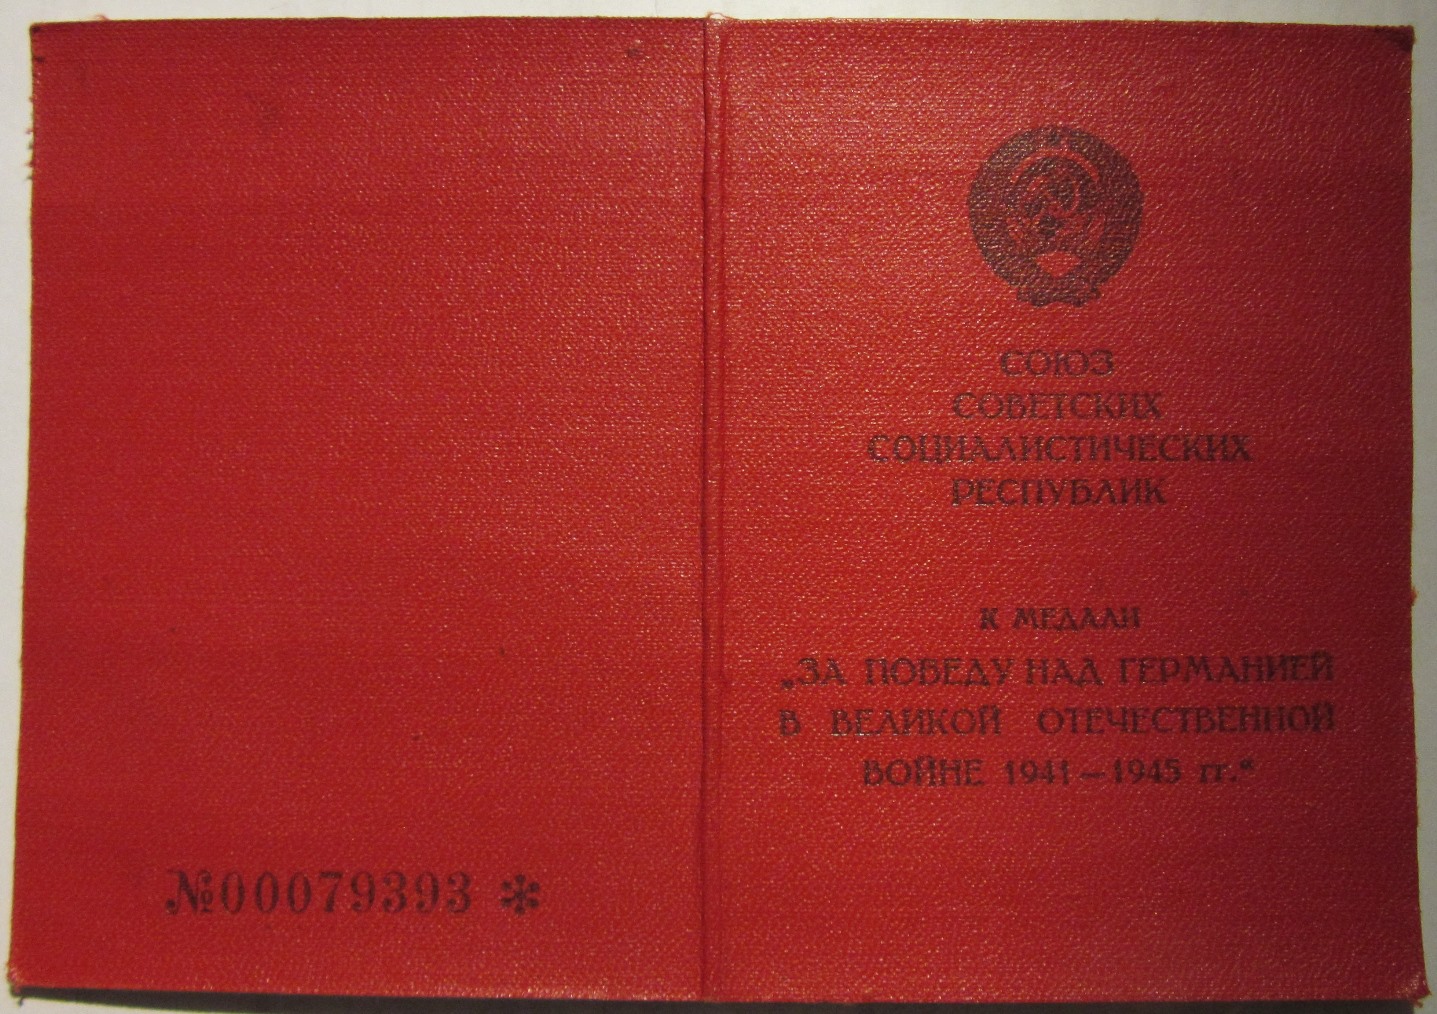 №00079393 *
СОЮЗ
СОВЕТСКИХ
СОЦИАЛИСТИЧЕСКИХ
РЕСПУБЛИК
К МЕДАЛИ
„ЗА ПОБЕДУ НАД ГЕРМАНИЕЙ
В ВЕЛИКОЙ ОТЕЧЕСТВЕННОЙ
ВОЙНЕ 1941—1945 гг.“